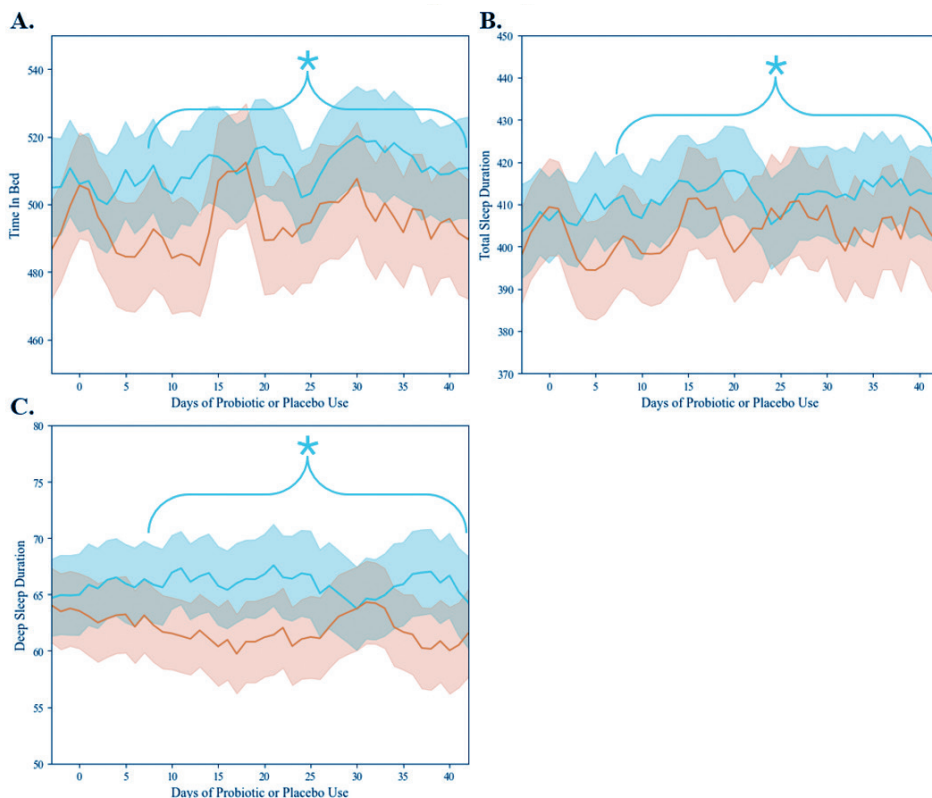 A.
540
520
500
480
460
Time In Bed
0 5 10 15 20 25 30 35 40
Days of Probiotic or Placebo Use
B.
450
440
430
420
410
400
390
380
370
Total Sleep Duration
0 5 10 15 20 25 30 35 40
Days of Probiotic or Placebo Use
C.
80
75
70
65
60
55
50
Deep Sleep Duration
0 5 10 15 20 25 30 35 40
Days of Probiotic or Placebo Use